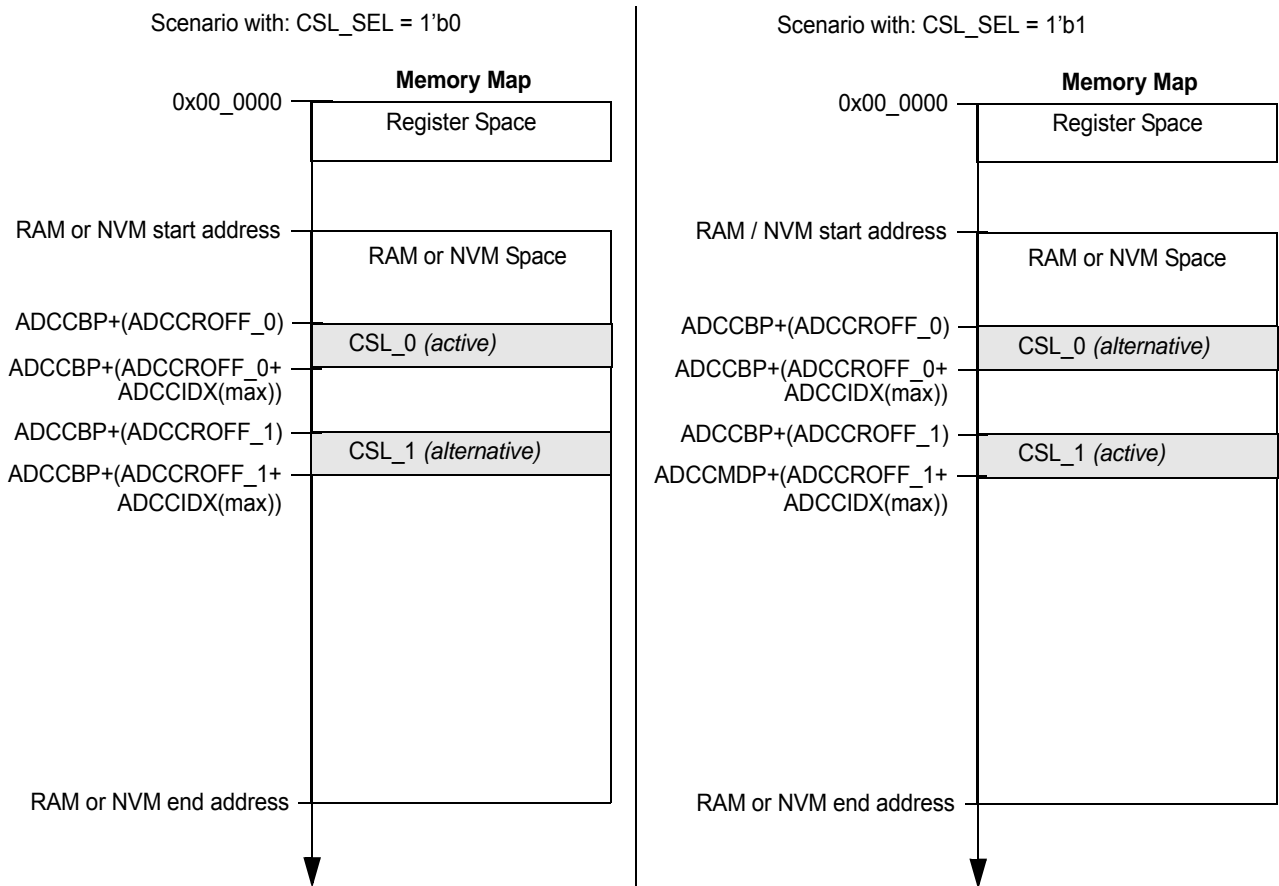 Scenario with: CSL_SEL = 1’b0
Memory Map
0x00_0000
Register Space
RAM or NVM start address
RAM or NVM Space
ADCCBP+(ADCCROFF_0)
CSL_0 (active)
ADCCBP+(ADCCROFF_0+
ADCCIDX(max))
ADCCBP+(ADCCROFF_1)
CSL_1 (alternative)
ADCCBP+(ADCCROFF_1+
ADCCIDX(max))
RAM or NVM end address
Scenario with: CSL_SEL = 1’b1
Memory Map
0x00_0000
Register Space
RAM / NVM start address
RAM or NVM Space
ADCCBP+(ADCCROFF_0)
CSL_0 (alternative)
ADCCBP+(ADCCROFF_0+
ADCCIDX(max))
ADCCBP+(ADCCROFF_1)
CSL_1 (active)
ADCCMDP+(ADCCROFF_1+
ADCCIDX(max))
RAM or NVM end address